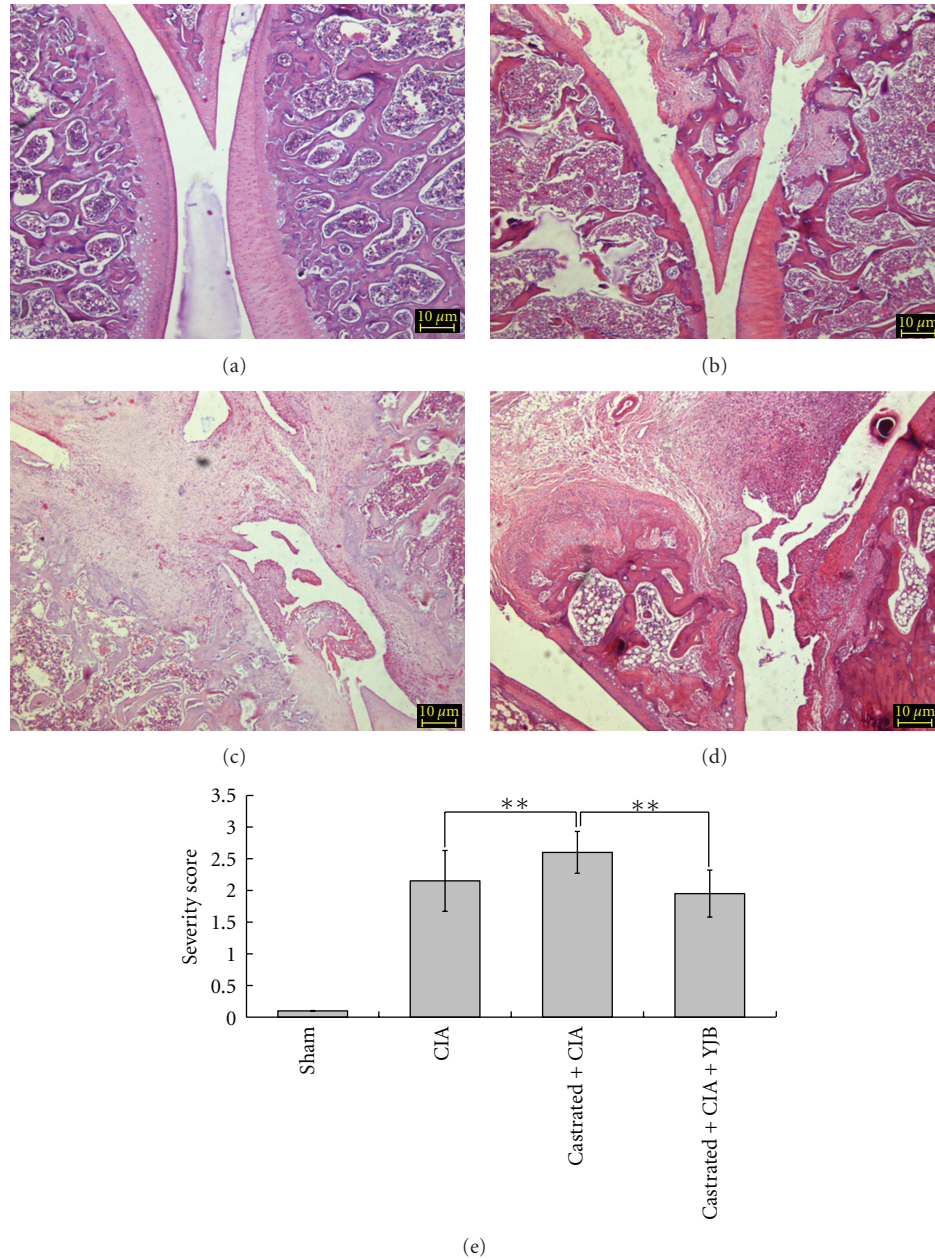 10 µm
10 µm
(a)
(b)
10 µm
10 µm
(c)
(d)
3.5
3
2.5
2
1.5
1
0.5
0
Severity score
**
**
Sham
CIA
Castrated + CIA
Castrated + CIA + YJB
(e)